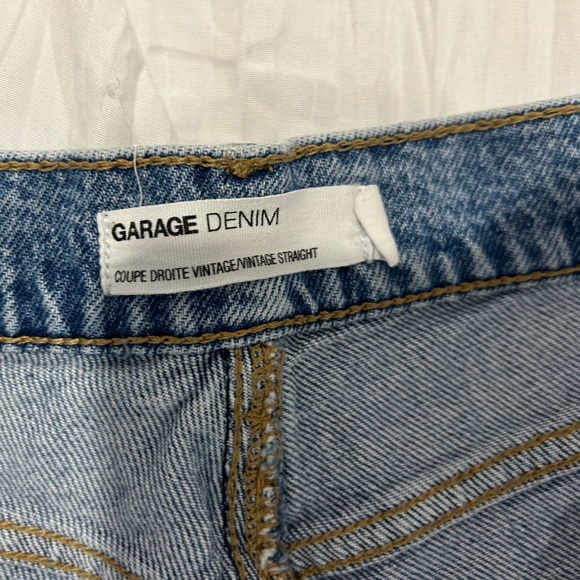 GARAGE DENIM
COUPE DROITE VINTAGE/VINTAGE STRAIGHT